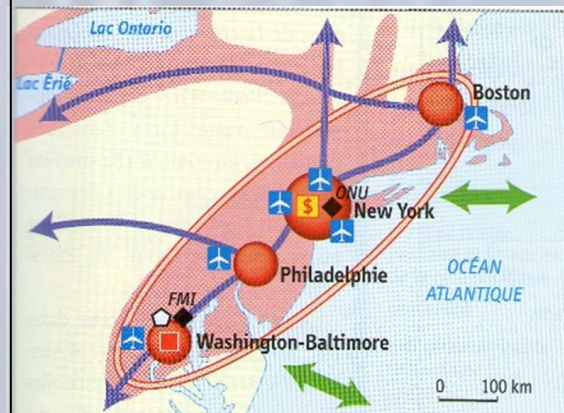 Lac Ontario
Lac Érié
Boston
ONU
$
New York
Philadelphie
OCÉAN
ATLANTIQUE
FMI
Washington-Baltimore
0 100 km